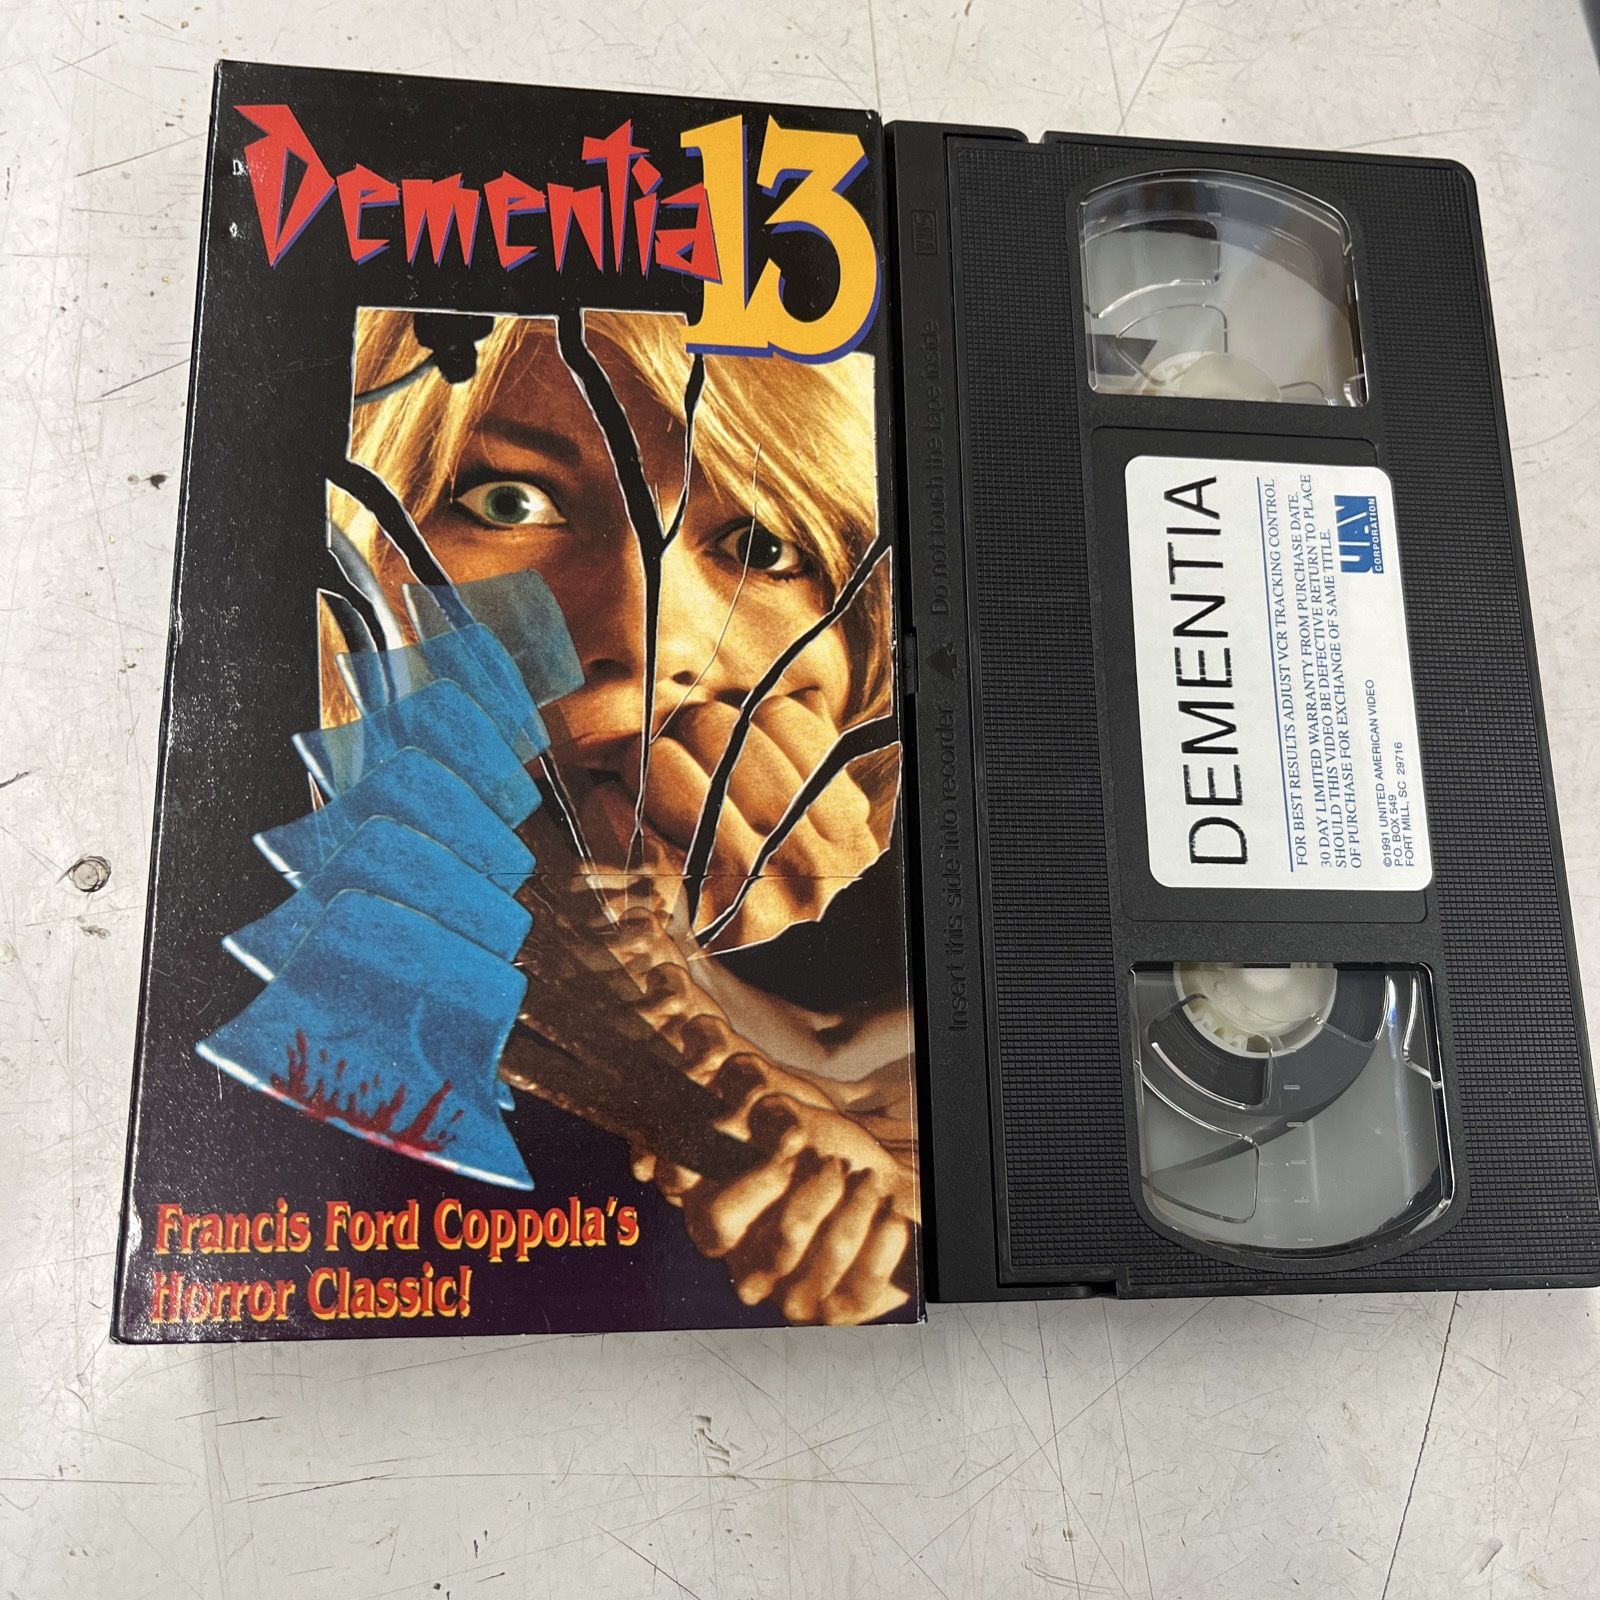 Dementia 13
Francis Ford Coppola's
Horror Classic!
VHS
Do not touch the tape inside
Insert this side into recorder
DEMENTIA
FOR BEST RESULTS ADJUST VCR TRACKING CONTROL
30 DAY LIMITED WARRANTY FROM PURCHASE DATE.
SHOULD THIS VIDEO BE DEFECTIVE RETURN TO PLACE
OF PURCHASE FOR EXCHANGE OF SAME TITLE.
©1991 UNITED AMERICAN VIDEO
P.O. BOX 549
FORT MILL, SC 29716
UAV
CORPORATION